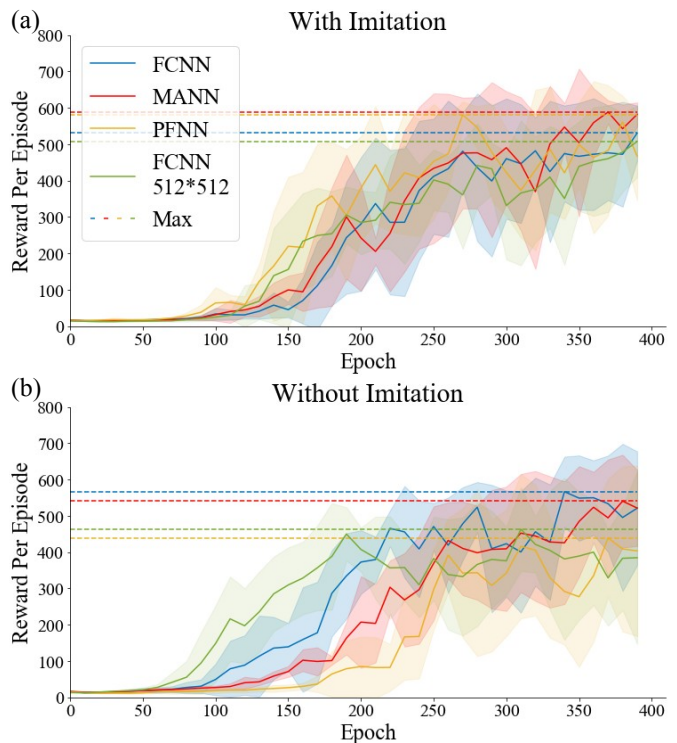 (a)
With Imitation
Reward Per Episode
800
700
600
500
400
300
200
100
0
FCNN
MANN
PFNN
FCNN
512*512
Max
0 50 100 150 200 250 300 350 400
Epoch
(b)
Without Imitation
Reward Per Episode
800
700
600
500
400
300
200
100
0
0 50 100 150 200 250 300 350 400
Epoch